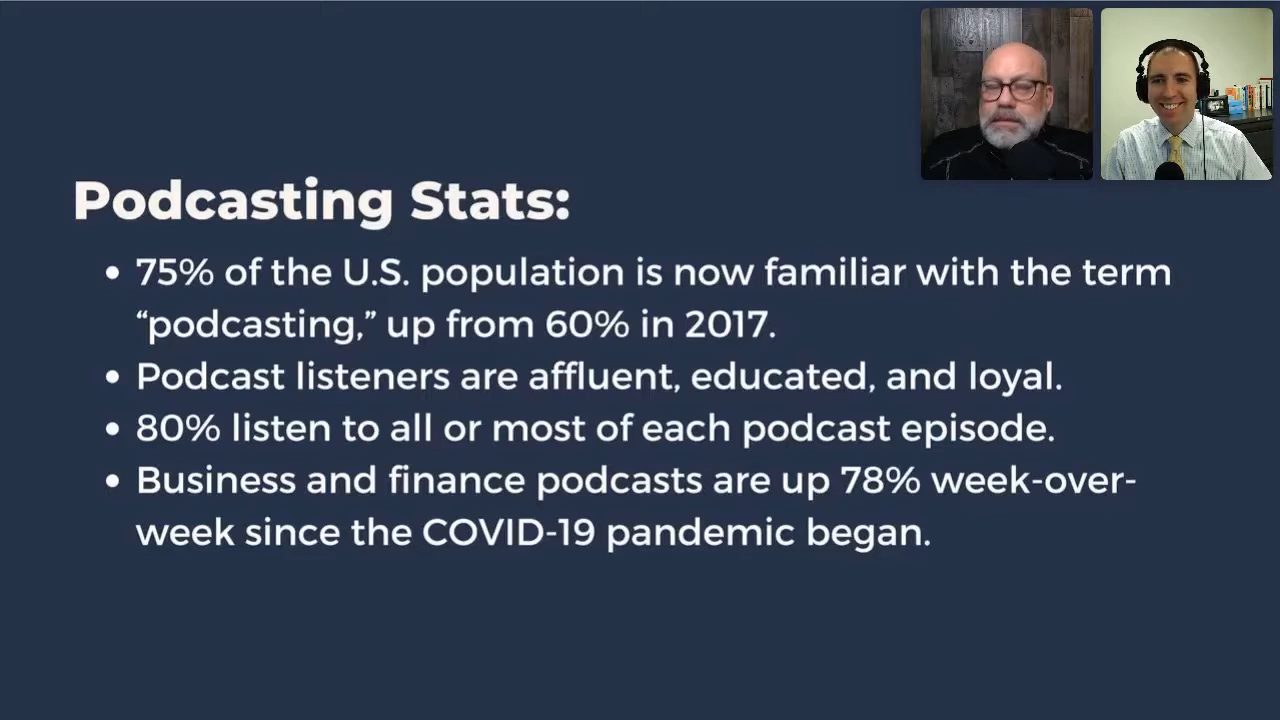 Podcasting Stats:
• 75% of the U.S. population is now familiar with the term
“podcasting,” up from 60% in 2017.
• Podcast listeners are affluent, educated, and loyal.
• 80% listen to all or most of each podcast episode.
• Business and finance podcasts are up 78% week-over-
week since the COVID-19 pandemic began.